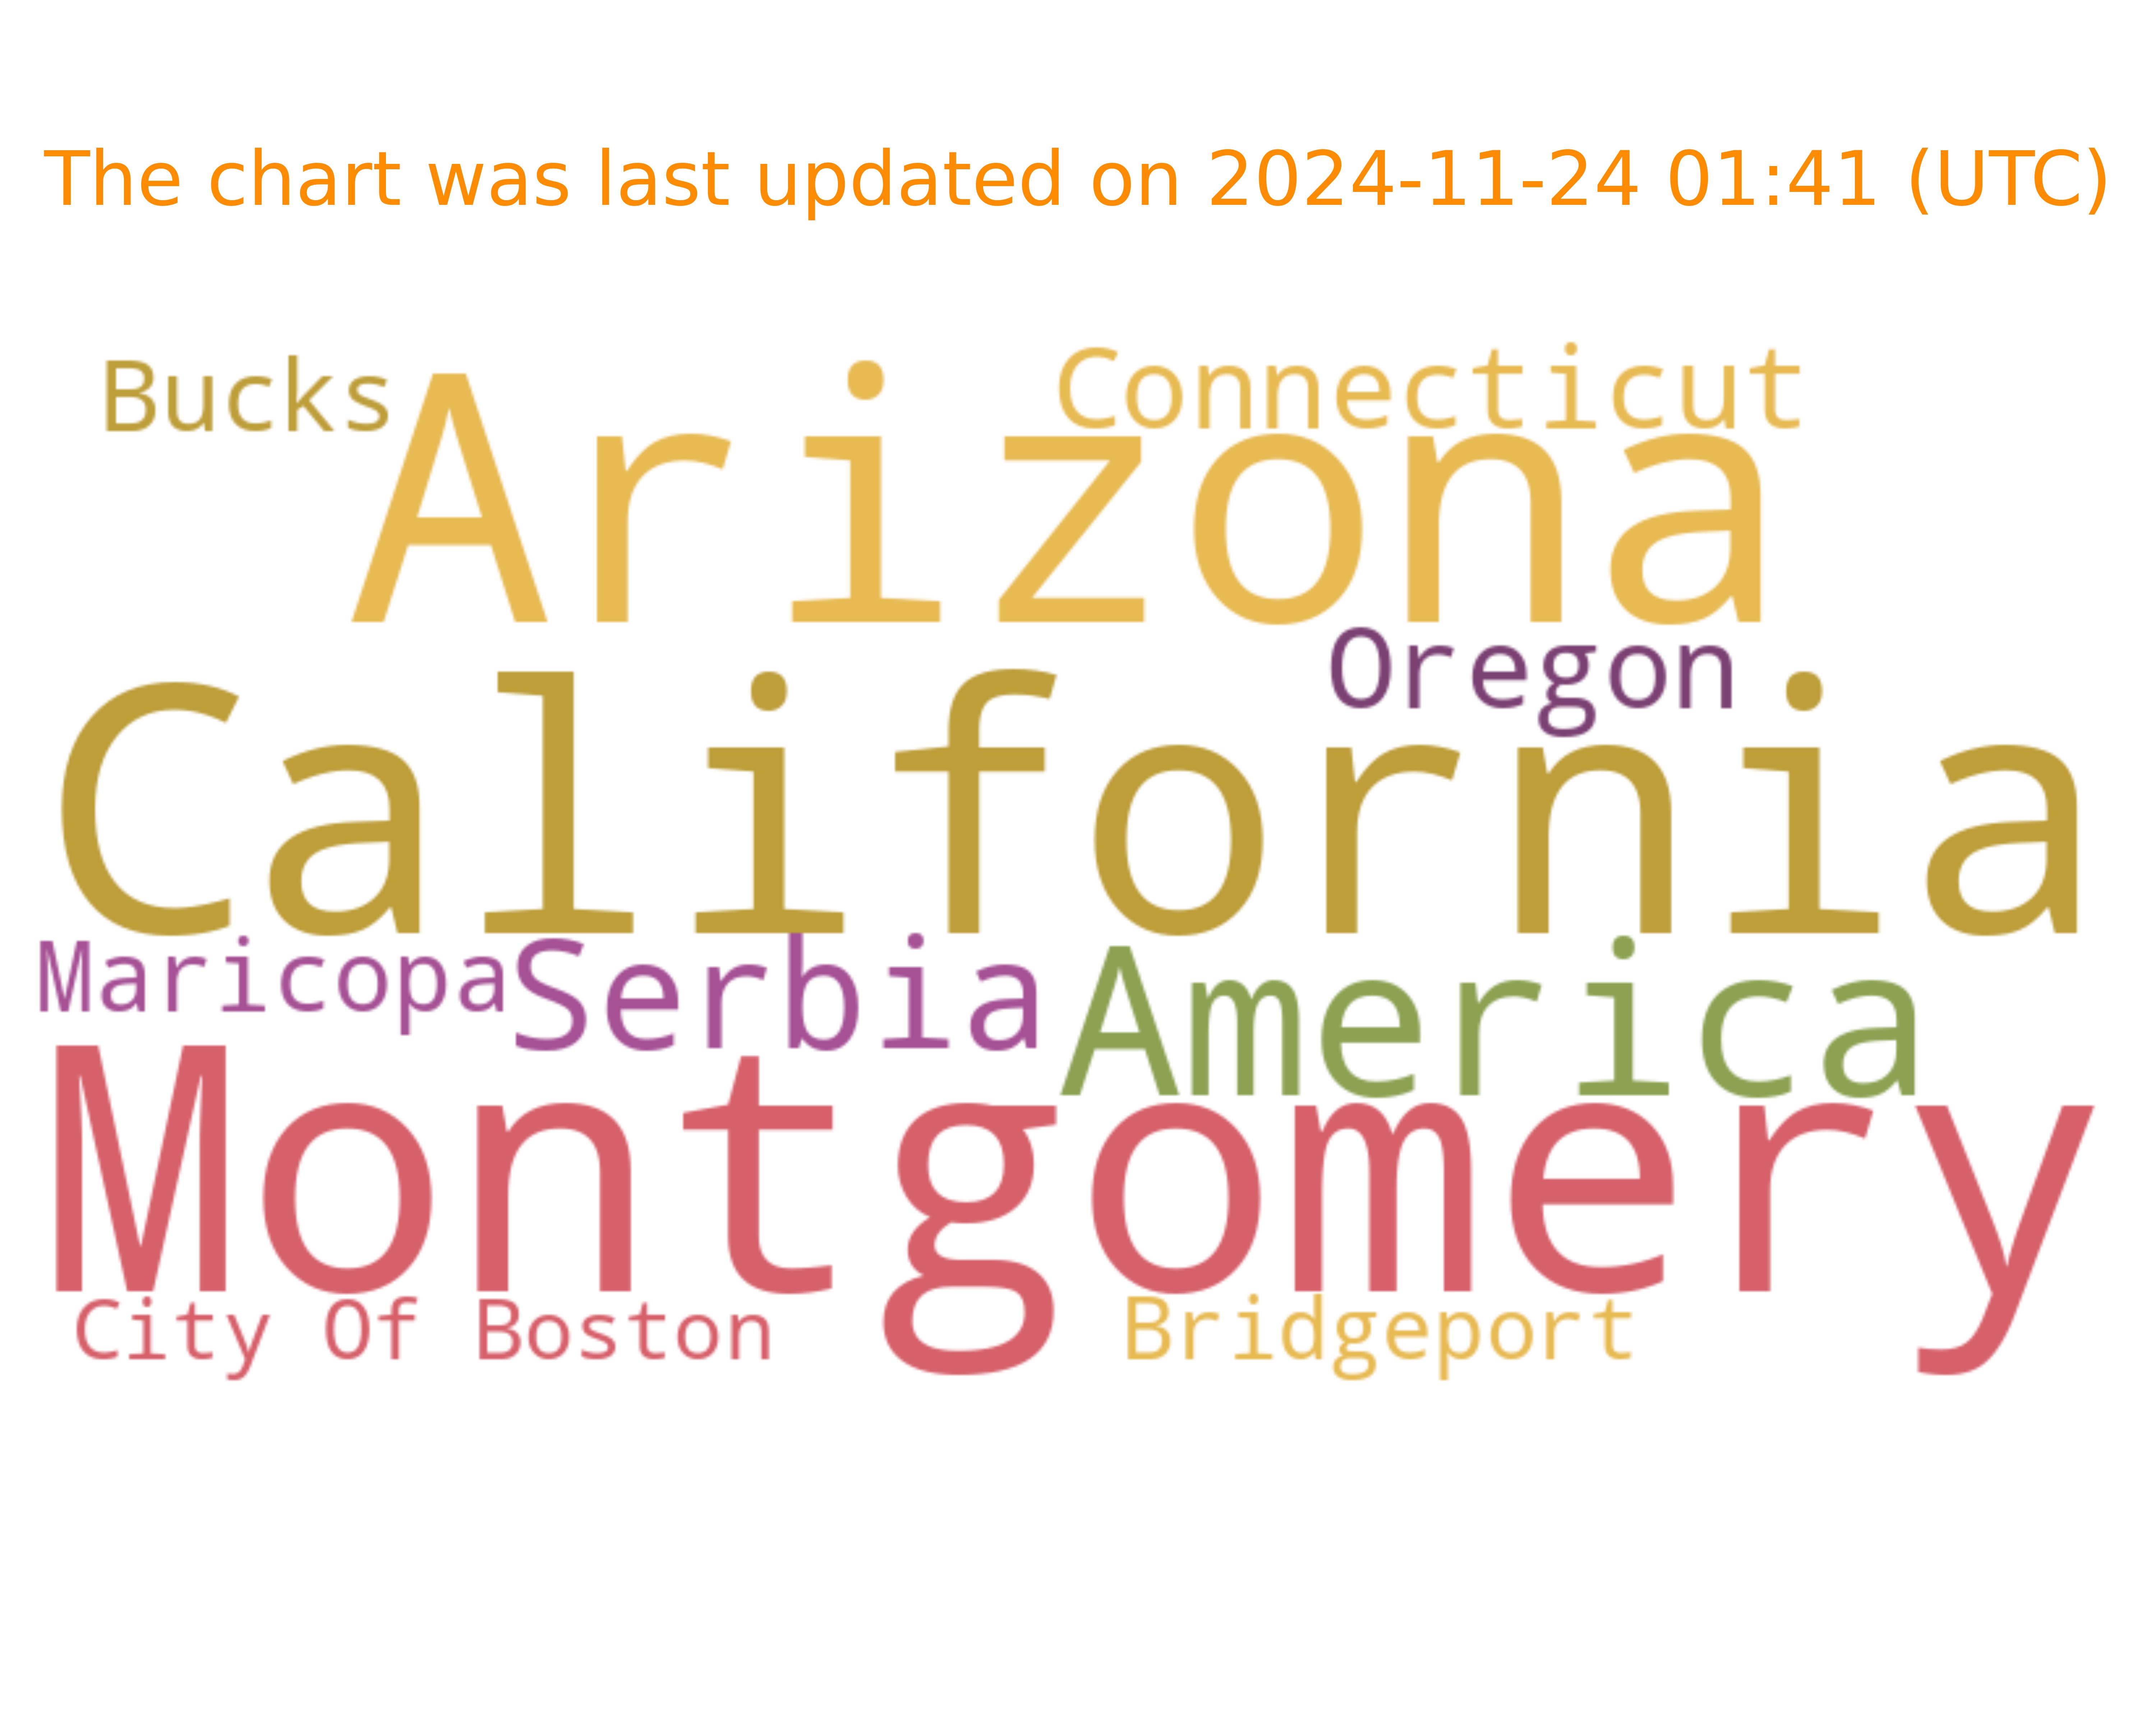 The chart was last updated on 2024-11-24 01:41 (UTC)
Bucks
Connecticut
Arizona
Oregon
California
Maricopa
Serbia
America
Montgomery
City Of Boston
Bridgeport